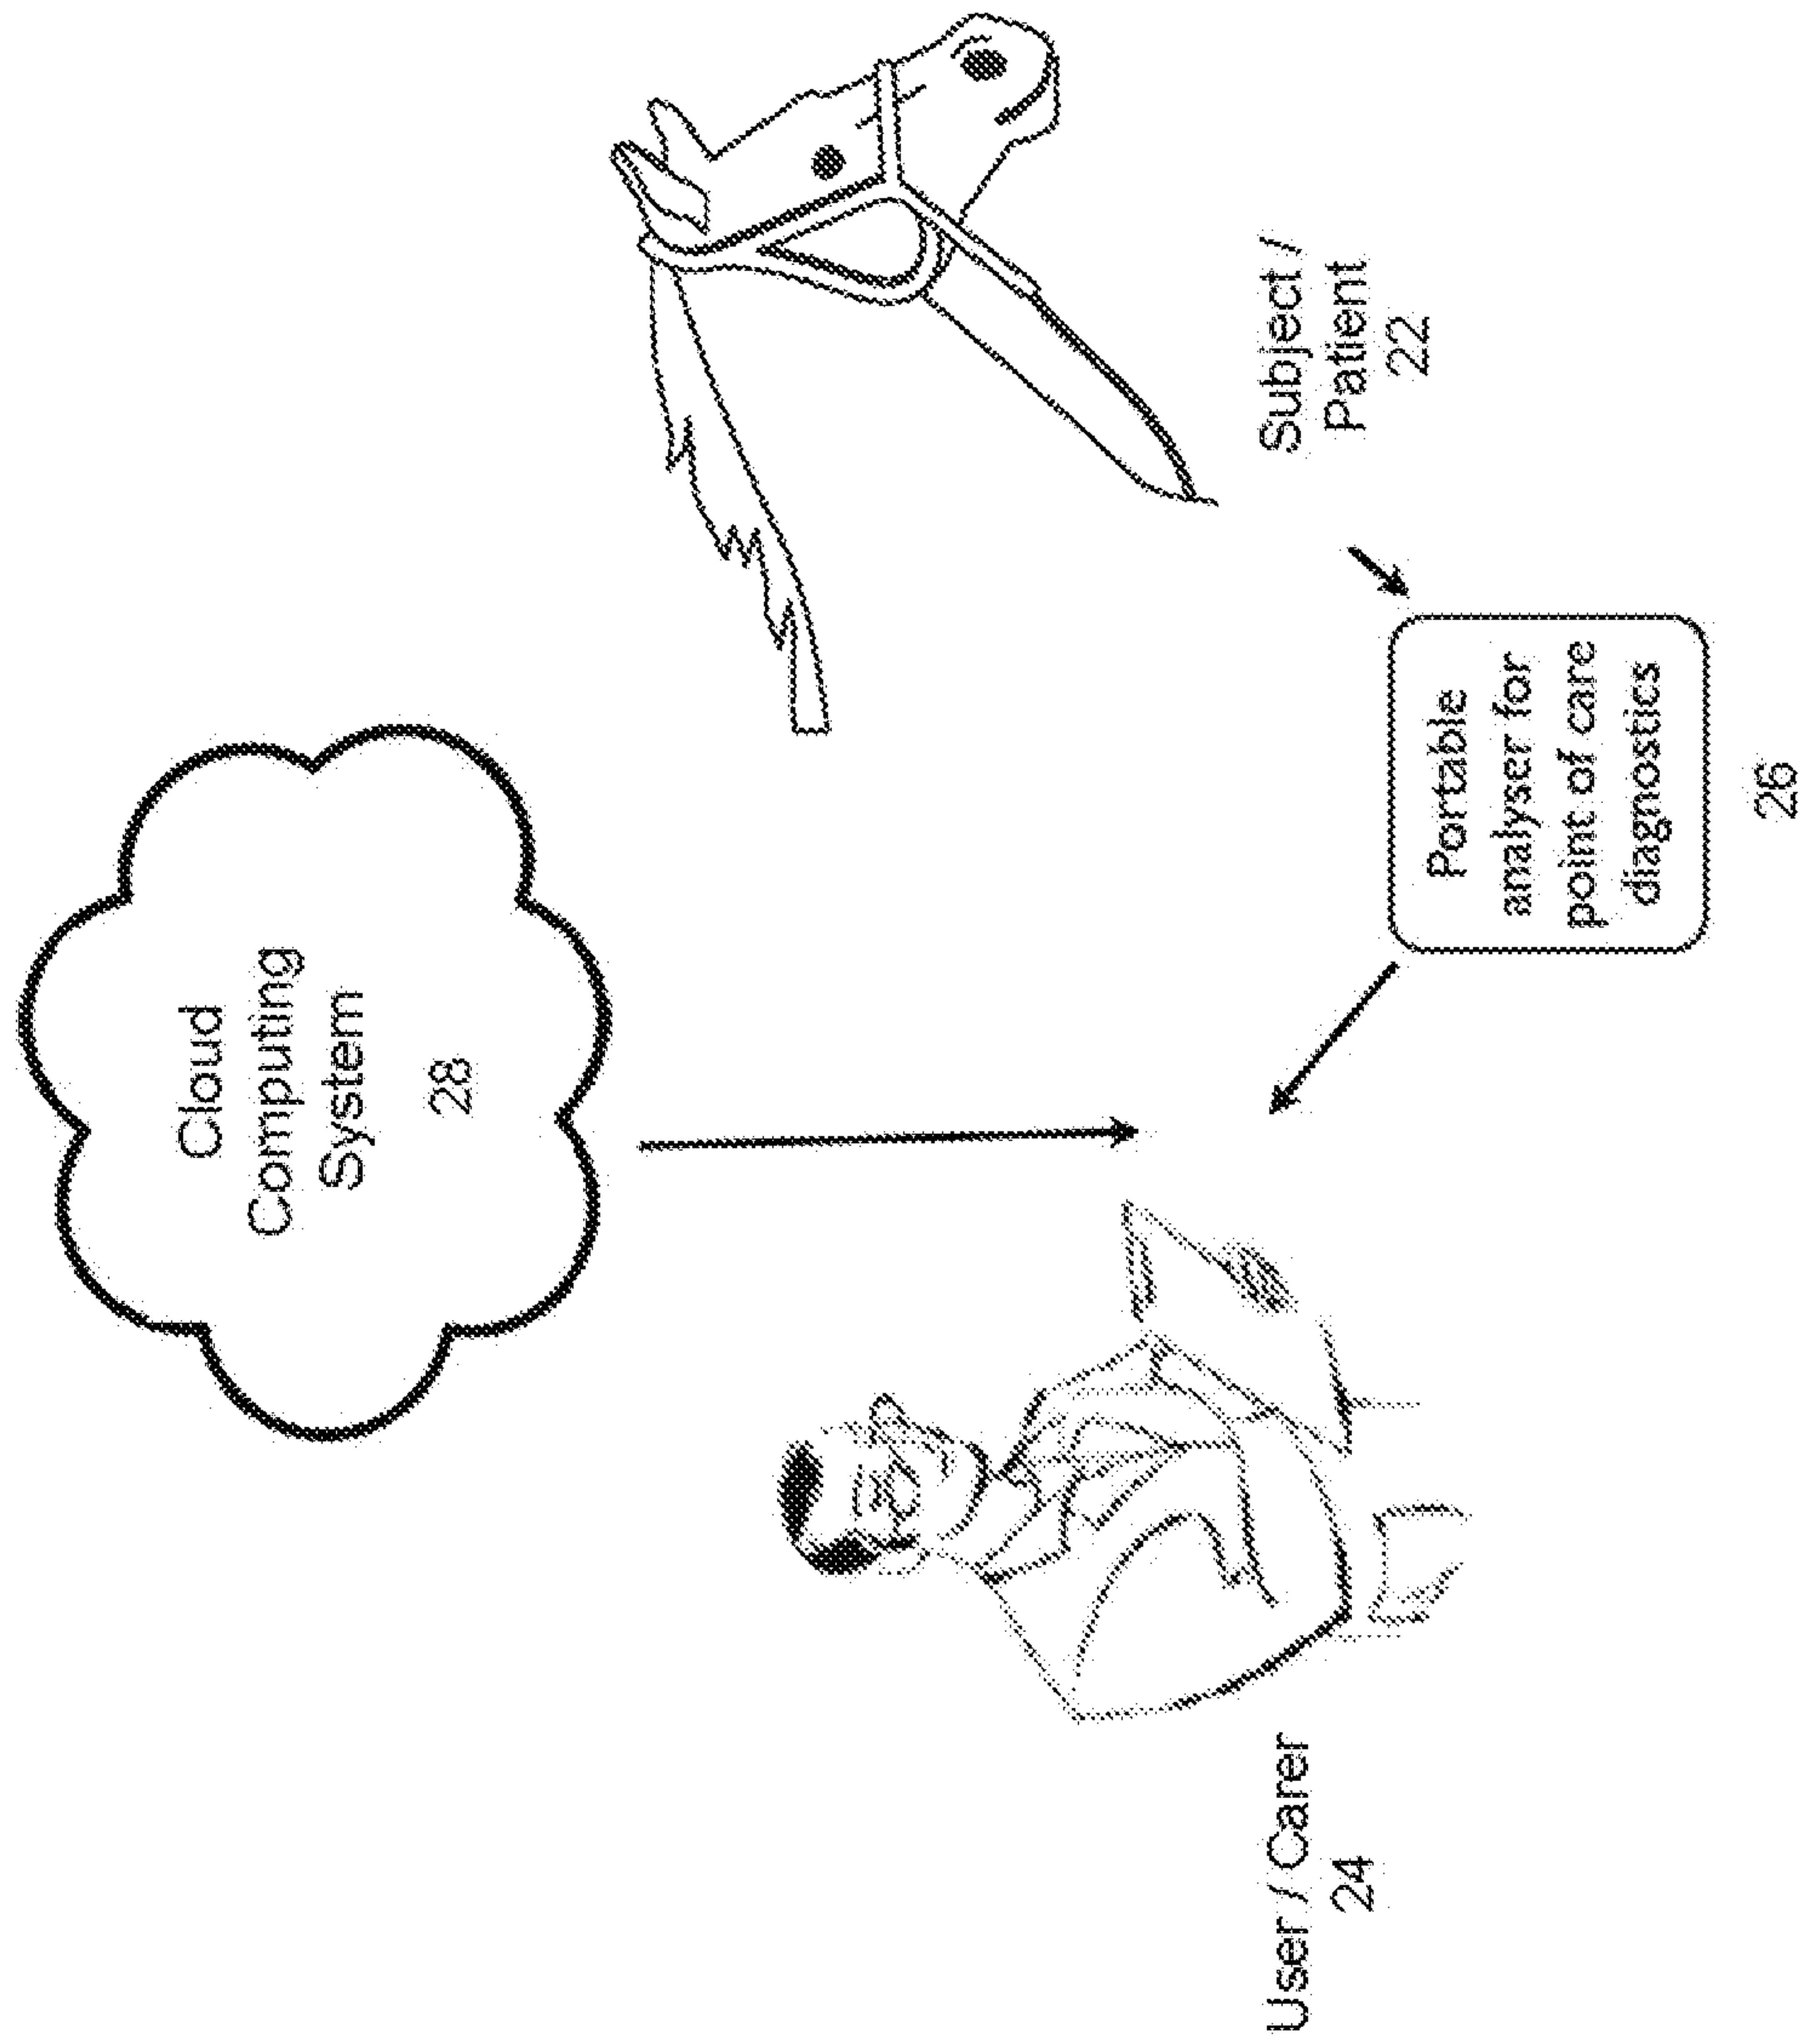 Cloud
Computing
System
28
Subject /
Patient
22
User / Carer
24
Portable
analyser for
point of care
diagnostics
26